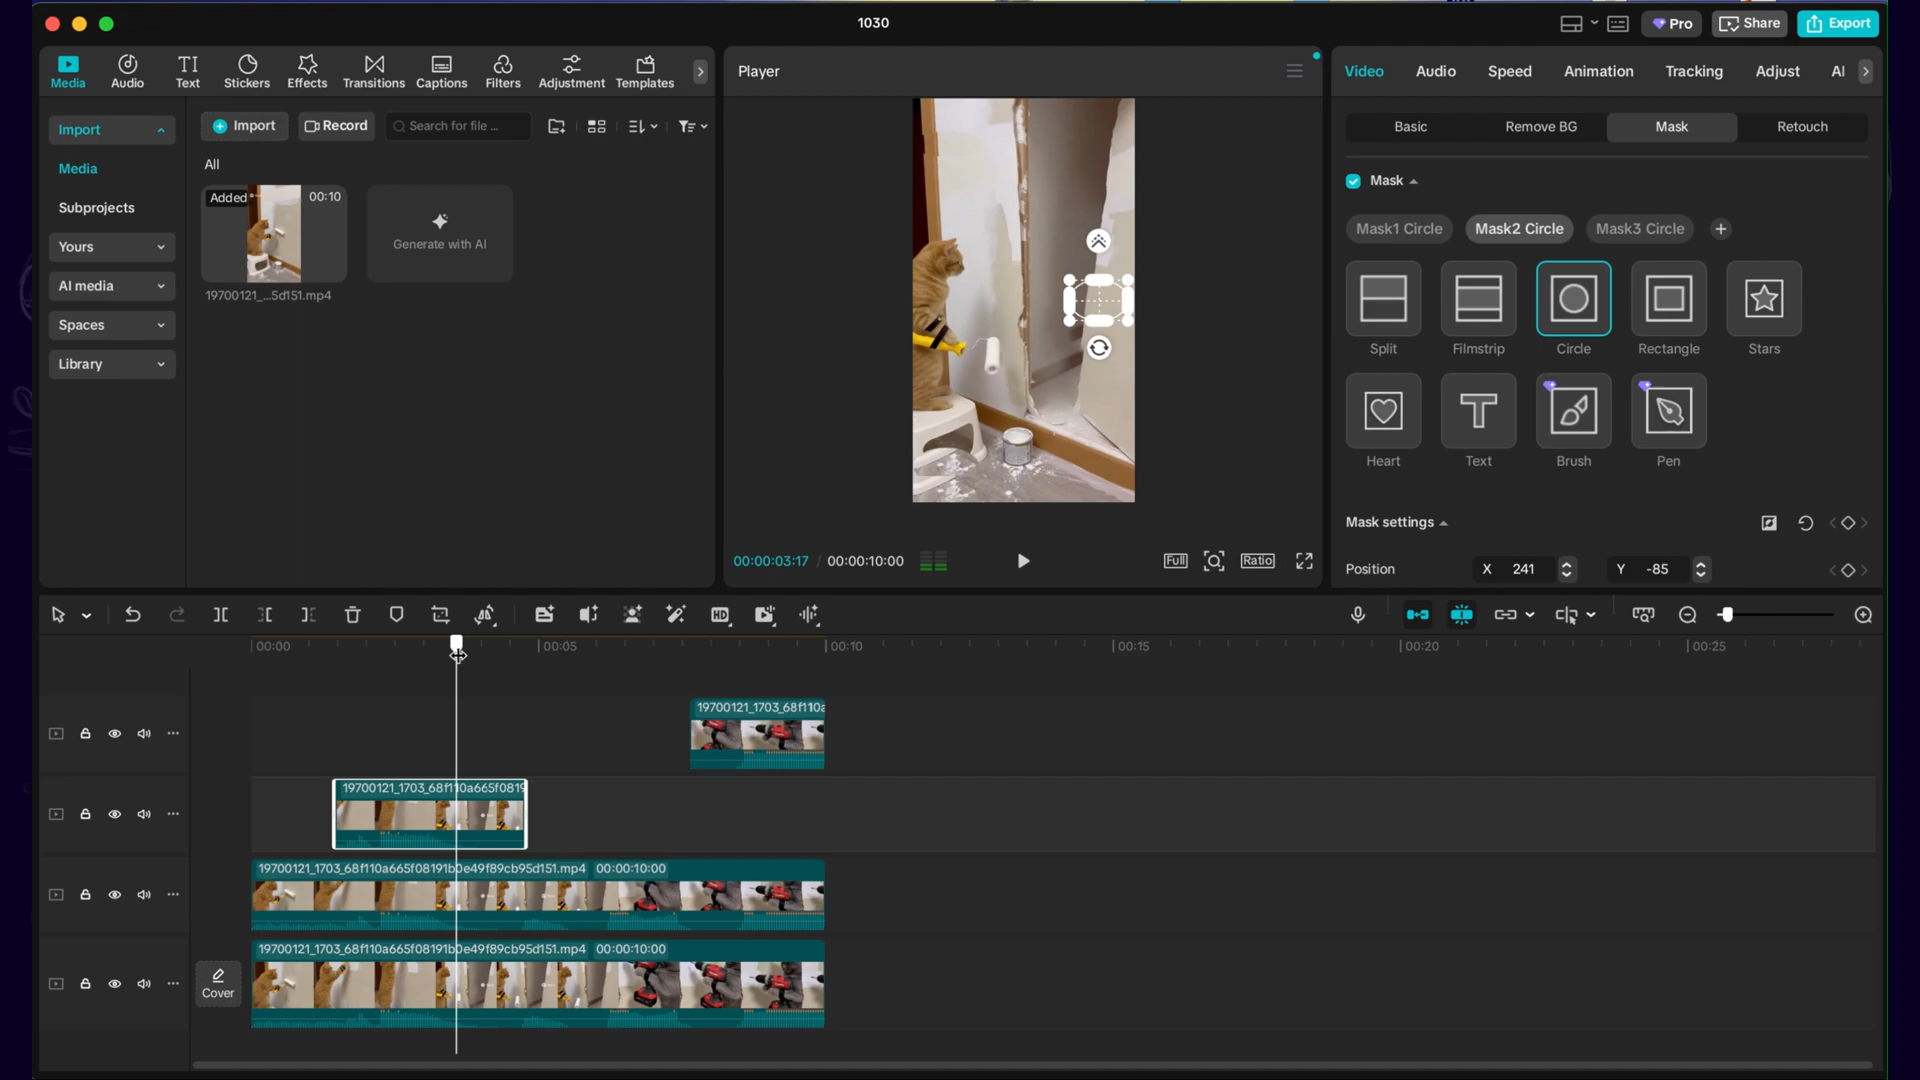 1030
Pro
Share
Export
Media
Audio
Text
Stickers
Effects
Transitions
Captions
Filters
Adjustment
Templates
Import
Media
Subprojects
Yours
AI media
Spaces
Library
Import
Record
Search for file ...
All
Added
00:10
19700121_...5d151.mp4
Generate with AI
Player
00:00:03:17 / 00:00:10:00
Full
Ratio
Video
Audio
Speed
Animation
Tracking
Adjust
AI
Basic
Remove BG
Mask
Retouch
Mask
Mask1 Circle
Mask2 Circle
Mask3 Circle
Split
Filmstrip
Circle
Rectangle
Stars
Heart
Text
Brush
Pen
Mask settings
Position
X 241
Y -85
HD
00:00
00:05
00:10
00:15
00:20
00:25
19700121_1703_68f110a
19700121_1703_68f110a665f0819
19700121_1703_68f110a665f08191b0e49f89cb95d151.mp4 00:00:10:00
Cover
19700121_1703_68f110a665f08191b0e49f89cb95d151.mp4 00:00:10:00